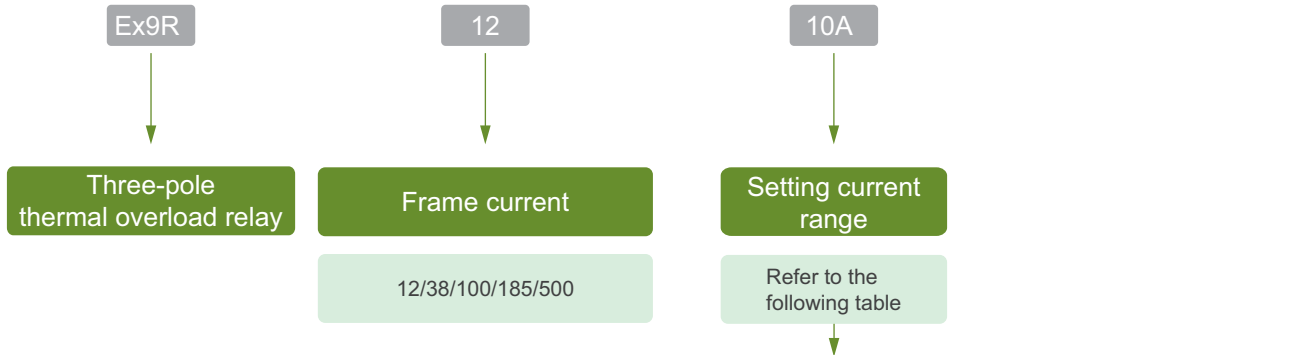 Ex9R
12
10A
Three-pole
thermal overload relay
Frame current
Setting current
range
12/38/100/185/500
Refer to the
following table